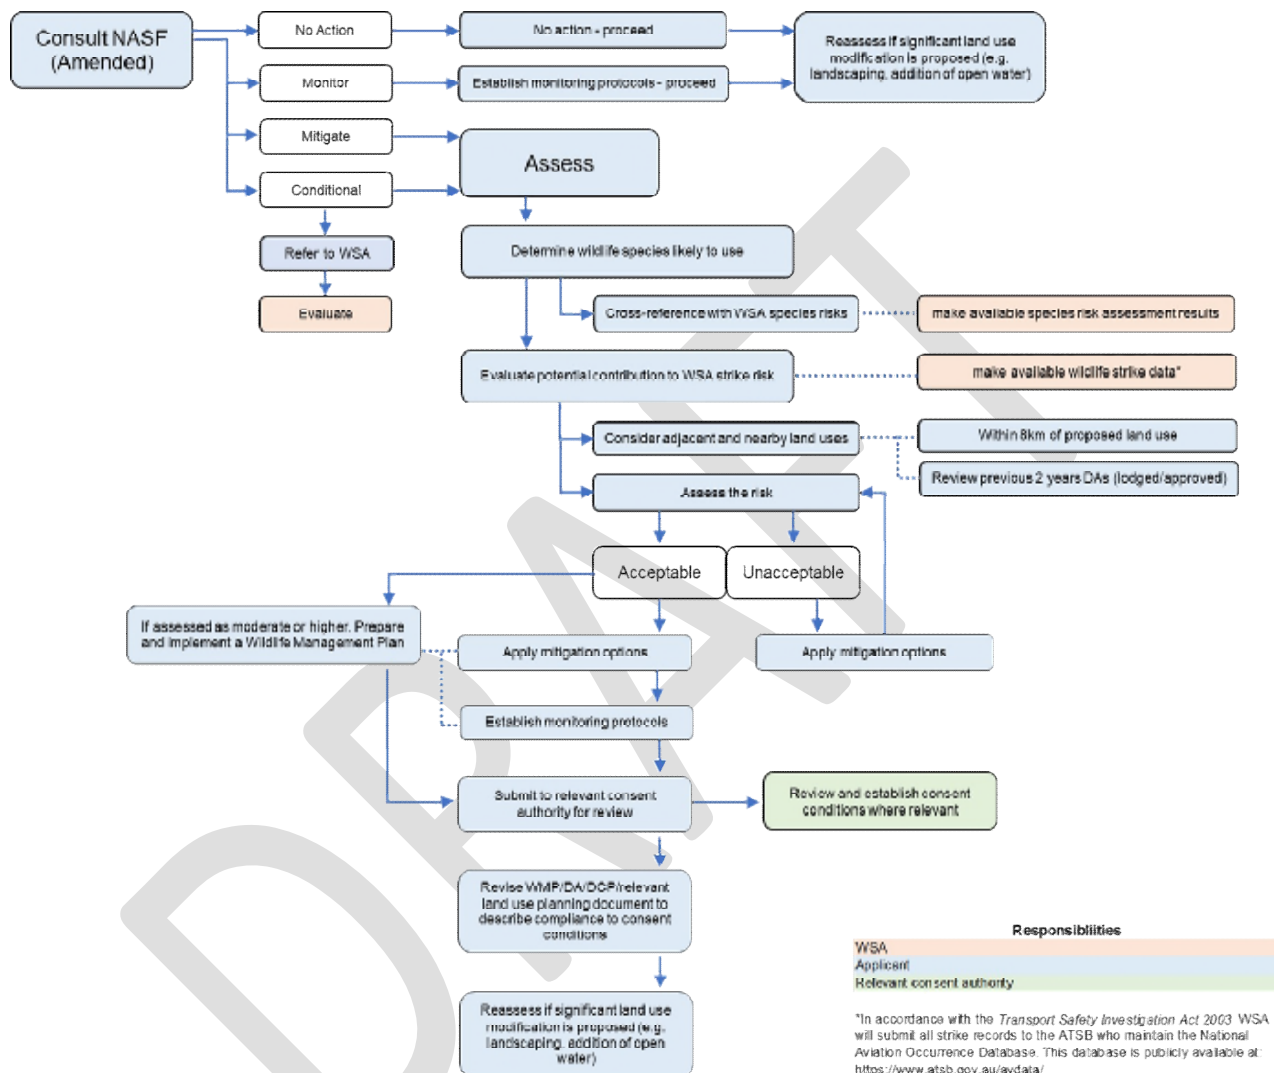 Consult NASF
(Amended)
No Action
No action - proceed
Reassess if significant land use
modification is proposed (e.g.
landscaping, addition of open water)
Monitor
Establish monitoring protocols - proceed
Mitigate
Conditional
Assess
Refer to WSA
Evaluate
Determine wildlife species likely to use
Cross-reference with WSA species risks
make available species risk assessment results
Evaluate potential contribution to WSA strike risk
make available wildlife strike data*
Consider adjacent and nearby land uses
Within 8km of proposed land use
Review previous 2 years DAs (lodged/approved)
Assess the risk
Acceptable
Unacceptable
If assessed as moderate or higher. Prepare
and implement a Wildlife Management Plan
Apply mitigation options
Apply mitigation options
Establish monitoring protocols
Submit to relevant consent
authority for review
Review and establish consent
conditions where relevant
Revise WMP/DA/DCP/relevant
land use planning document to
describe compliance to consent
conditions
Reassess if significant land use
modification is proposed (e.g.
landscaping, addition of open
water)
Responsibilities
WSA
Applicant
Relevant consent authority
*In accordance with the Transport Safety Investigation Act 2003 WSA
will submit all strike records to the ATSB who maintain the National
Aviation Occurrence Database. This database is publicly available at:
https://www.atsb.gov.au/avdata/
DRAFT